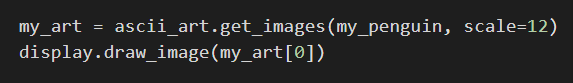 my_art = ascii_art.get_images(my_penguin, scale=12)
display.draw_image(my_art[0])